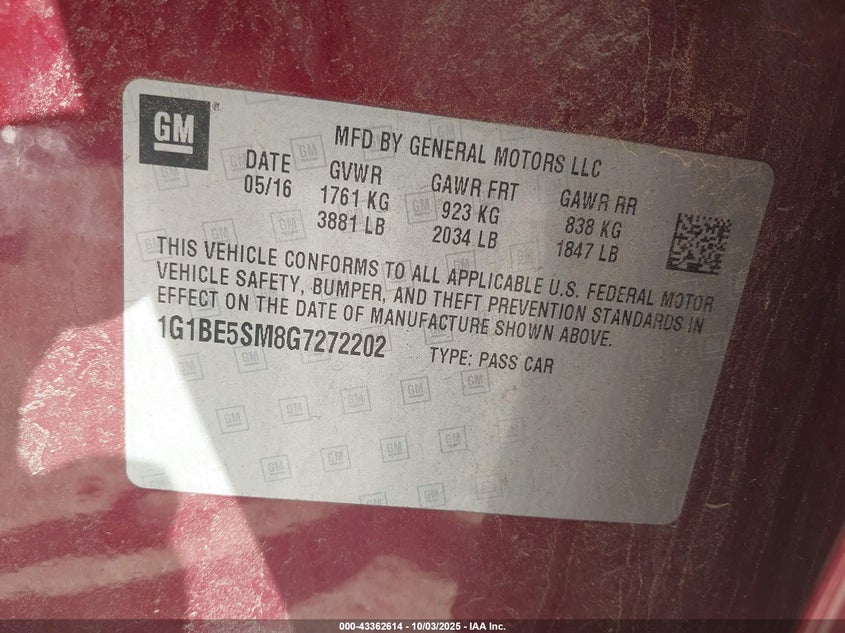 GM
MFD BY GENERAL MOTORS LLC
DATE GVWR GAWR FRT GAWR RR
05/16 1761 KG 923 KG 838 KG
3881 LB 2034 LB 1847 LB
THIS VEHICLE CONFORMS TO ALL APPLICABLE U.S. FEDERAL MOTOR
VEHICLE SAFETY, BUMPER, AND THEFT PREVENTION STANDARDS IN
EFFECT ON THE DATE OF MANUFACTURE SHOWN ABOVE.
1G1BE5SM8G7272202 TYPE: PASS CAR
000-43362614 - 10/03/2025 - IAA Inc.